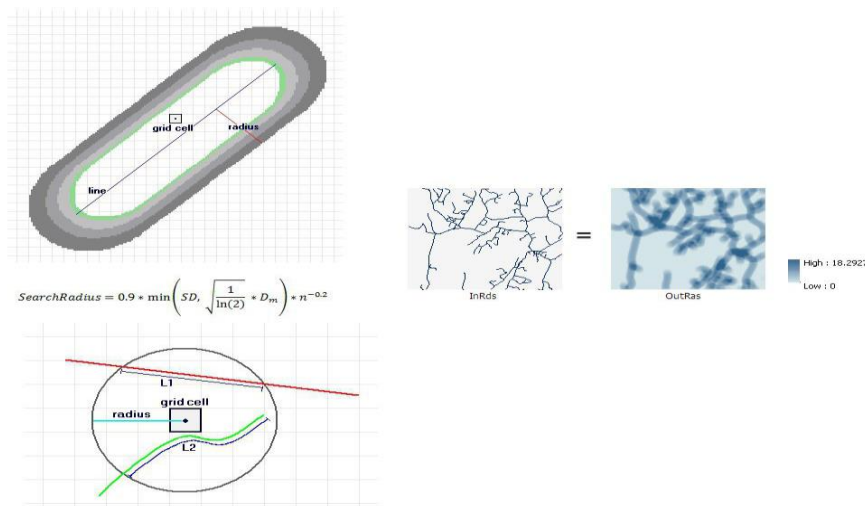 grid cell
radius
line
SearchRadius = 0.9 * min(SD, √(1/ln(2)) * Dₘ) * n⁻⁰·²
L1
grid cell
radius
L2
=
InRds
OutRas
High : 18.2927
Low : 0